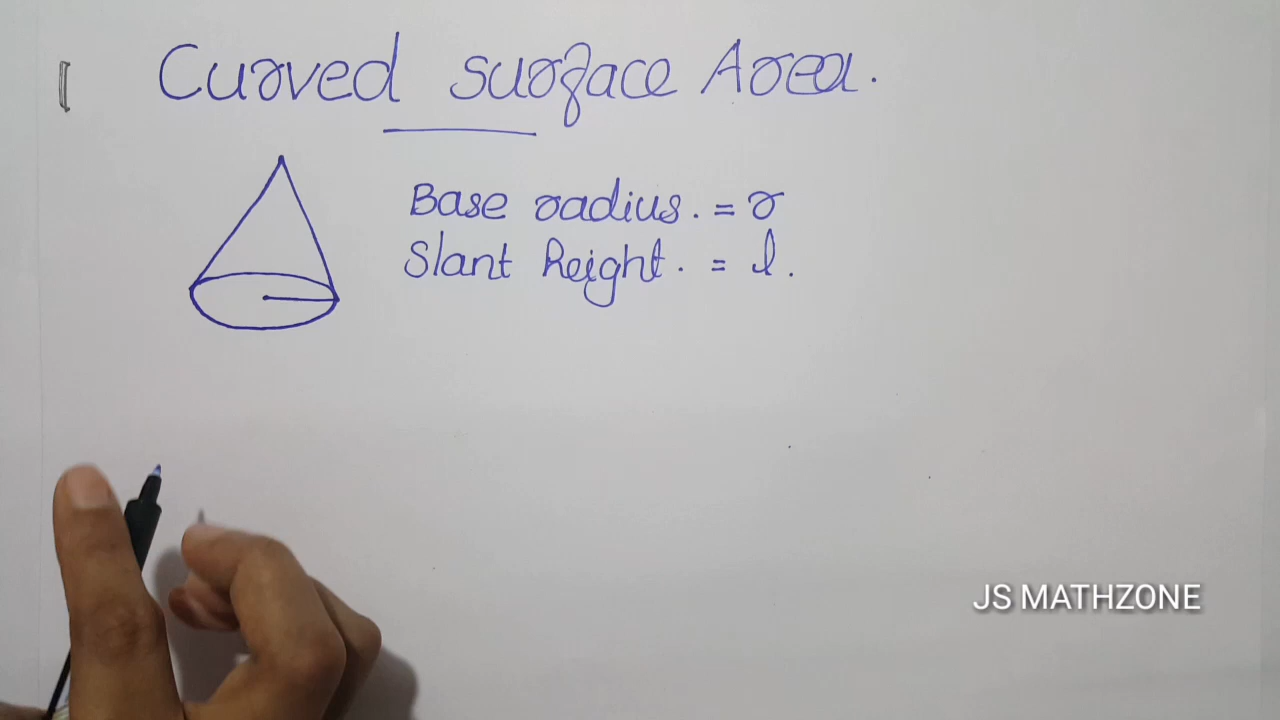 Curved surface Area.
Base radius. = r
Slant Height. = l.
JS MATHZONE